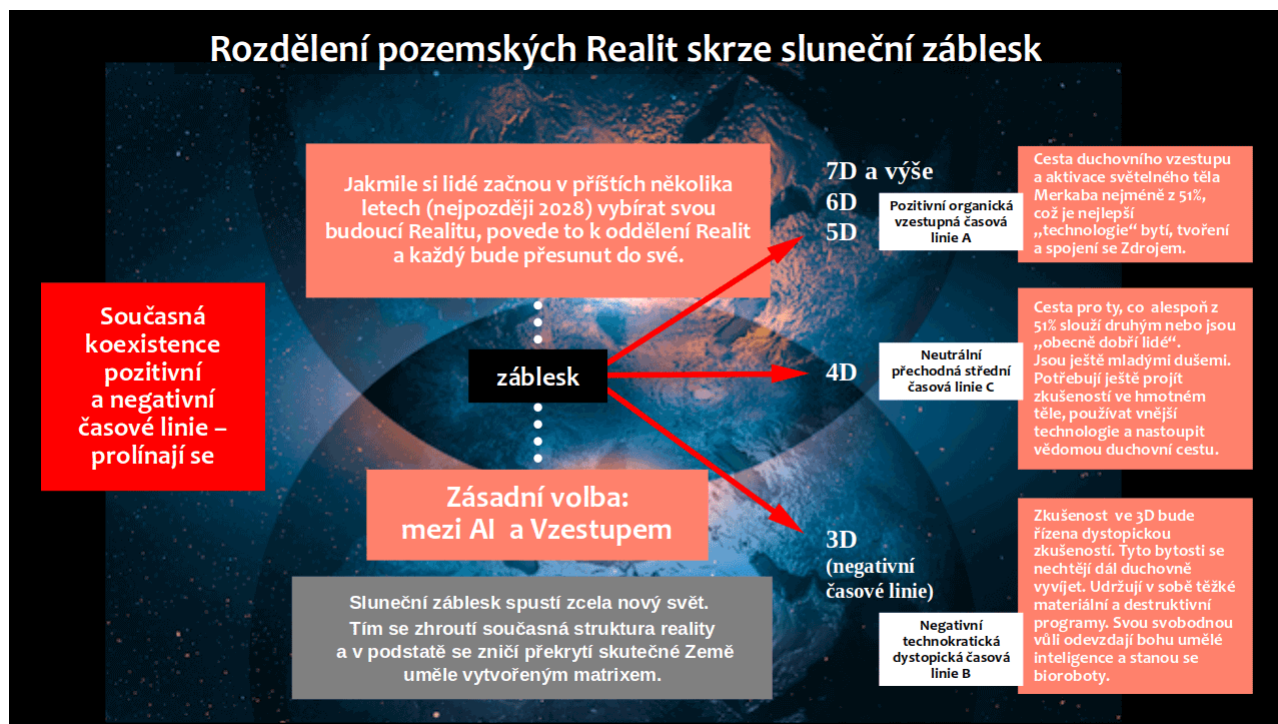 Rozdělení pozemských Realit skrze sluneční záblesk
Současná
koexistence
pozitivní
a negativní
časové linie –
prolínají se
Jakmile si lidé začnou v příštích několika
letech (nejpozději 2028) vybírat svou
budoucí Realitu, povede to k oddělení Realit
a každý bude přesunut do své.
záblesk
Zásadní volba:
mezi AI a Vzestupem
Sluneční záblesk spustí zcela nový svět.
Tím se zhroutí současná struktura reality
a v podstatě se zničí překrytí skutečné Země
uměle vytvořeným matrixem.
7D a výše
6D
5D
Pozitivní organická
vzestupná časová
linie A
Cesta duchovního vzestupu
a aktivace světelného těla
Merkaba nejméně z 51%,
což je nejlepší
„technologie“ bytí, tvoření
a spojení se Zdrojem.
4D
Neutrální
přechodná střední
časová linie C
Cesta pro ty, co alespoň z
51% slouží druhým nebo jsou
„obecně dobří lidé“.
Jsou ještě mladými dušemi.
Potřebují ještě projít
zkušeností ve hmotném
těle, používat vnější
technologie a nastoupit
vědomou duchovní cestu.
3D
(negativní
časové linie)
Negativní
technokratická
dystopická časová
linie B
Zkušenost ve 3D bude
řízena dystopickou
zkušeností. Tyto bytosti se
nechtějí dál duchovně
vyvíjet. Udržují v sobě těžké
materiální a destruktivní
programy. Svou svobodnou
vůli odevzdají bohu umělé
inteligence a stanou se
bioroboty.